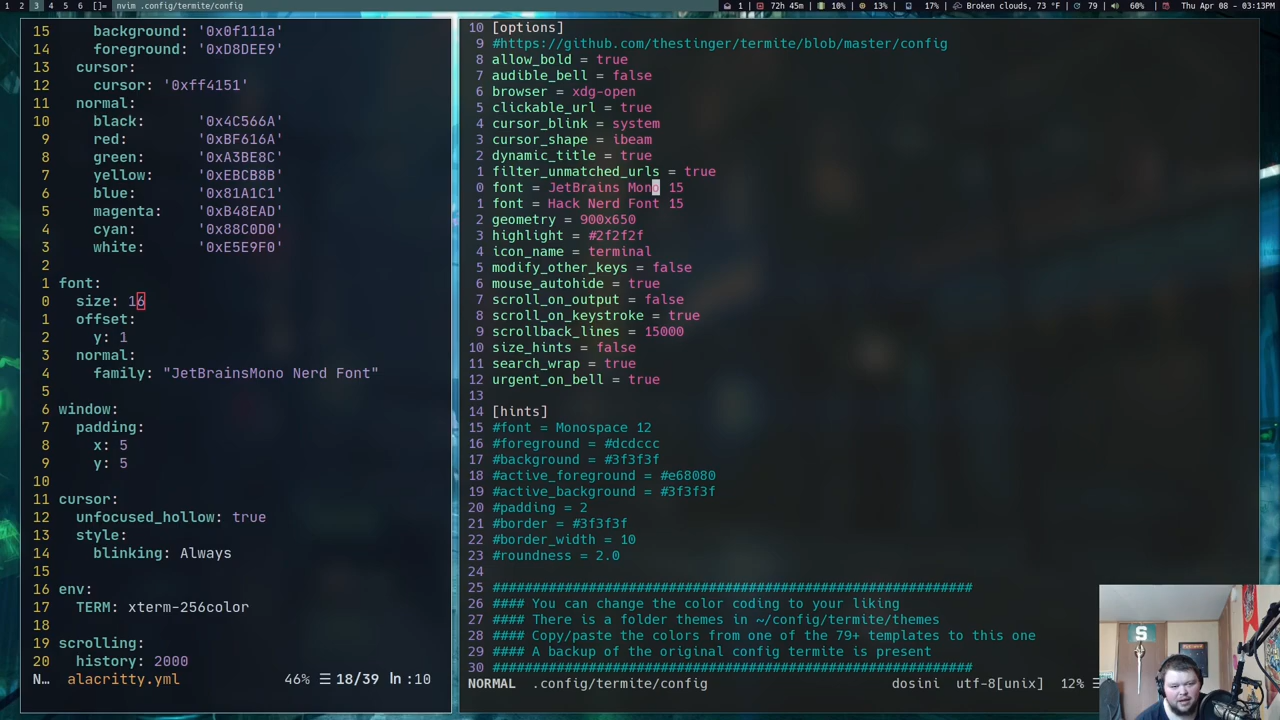 1 2 3 4 5 6 []= nvim .config/termite/config 1 72h 45m 10% 13% 17% Broken clouds, 73 °F 79 60% Thu Apr 08 - 03:13PM
15 background: '0x0f111a'
14 foreground: '0xD8DEE9'
13 cursor:
12 cursor: '0xff4151'
11 normal:
10 black: '0x4C566A'
9 red: '0xBF616A'
8 green: '0xA3BE8C'
7 yellow: '0xEBCB8B'
6 blue: '0x81A1C1'
5 magenta: '0xB48EAD'
4 cyan: '0x88C0D0'
3 white: '0xE5E9F0'
2
1 font:
0 size: 16
1 offset:
2 y: 1
3 normal:
4 family: "JetBrainsMono Nerd Font"
5
6 window:
7 padding:
8 x: 5
9 y: 5
10
11 cursor:
12 unfocused_hollow: true
13 style:
14 blinking: Always
15
16 env:
17 TERM: xterm-256color
18
19 scrolling:
20 history: 2000
N… alacritty.yml 46% ☰ 18/39 ln :10
10 [options]
9 #https://github.com/thestinger/termite/blob/master/config
8 allow_bold = true
7 audible_bell = false
6 browser = xdg-open
5 clickable_url = true
4 cursor_blink = system
3 cursor_shape = ibeam
2 dynamic_title = true
1 filter_unmatched_urls = true
0 font = JetBrains Mono 15
1 font = Hack Nerd Font 15
2 geometry = 900x650
3 highlight = #2f2f2f
4 icon_name = terminal
5 modify_other_keys = false
6 mouse_autohide = true
7 scroll_on_output = false
8 scroll_on_keystroke = true
9 scrollback_lines = 15000
10 size_hints = false
11 search_wrap = true
12 urgent_on_bell = true
13
14 [hints]
15 #font = Monospace 12
16 #foreground = #dcdccc
17 #background = #3f3f3f
18 #active_foreground = #e68080
19 #active_background = #3f3f3f
20 #padding = 2
21 #border = #3f3f3f
22 #border_width = 10
23 #roundness = 2.0
24
25 ############################################################
26 #### You can change the color coding to your liking
27 #### There is a folder themes in ~/config/termite/themes
28 #### Copy/paste the colors from one of the 79+ templates to this one
29 #### A backup of the original config termite is present
30 ############################################################
NORMAL .config/termite/config dosini utf-8[unix] 12% ☰
S